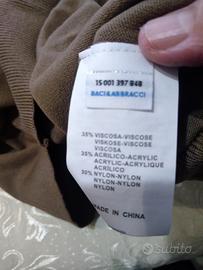 15 001 397 848
BACI&ABBRACCI
35% VISCOSA-VISCOSE
VISKOSE-VISCOSE
VISCOSA
35% ACRILICO-ACRYLIC
ACRYL-ACRYLIQUE
ACRÍLICO
30% NYLON-NYLON
NYLON-NYLON
NYLON
MADE IN CHINA
subito